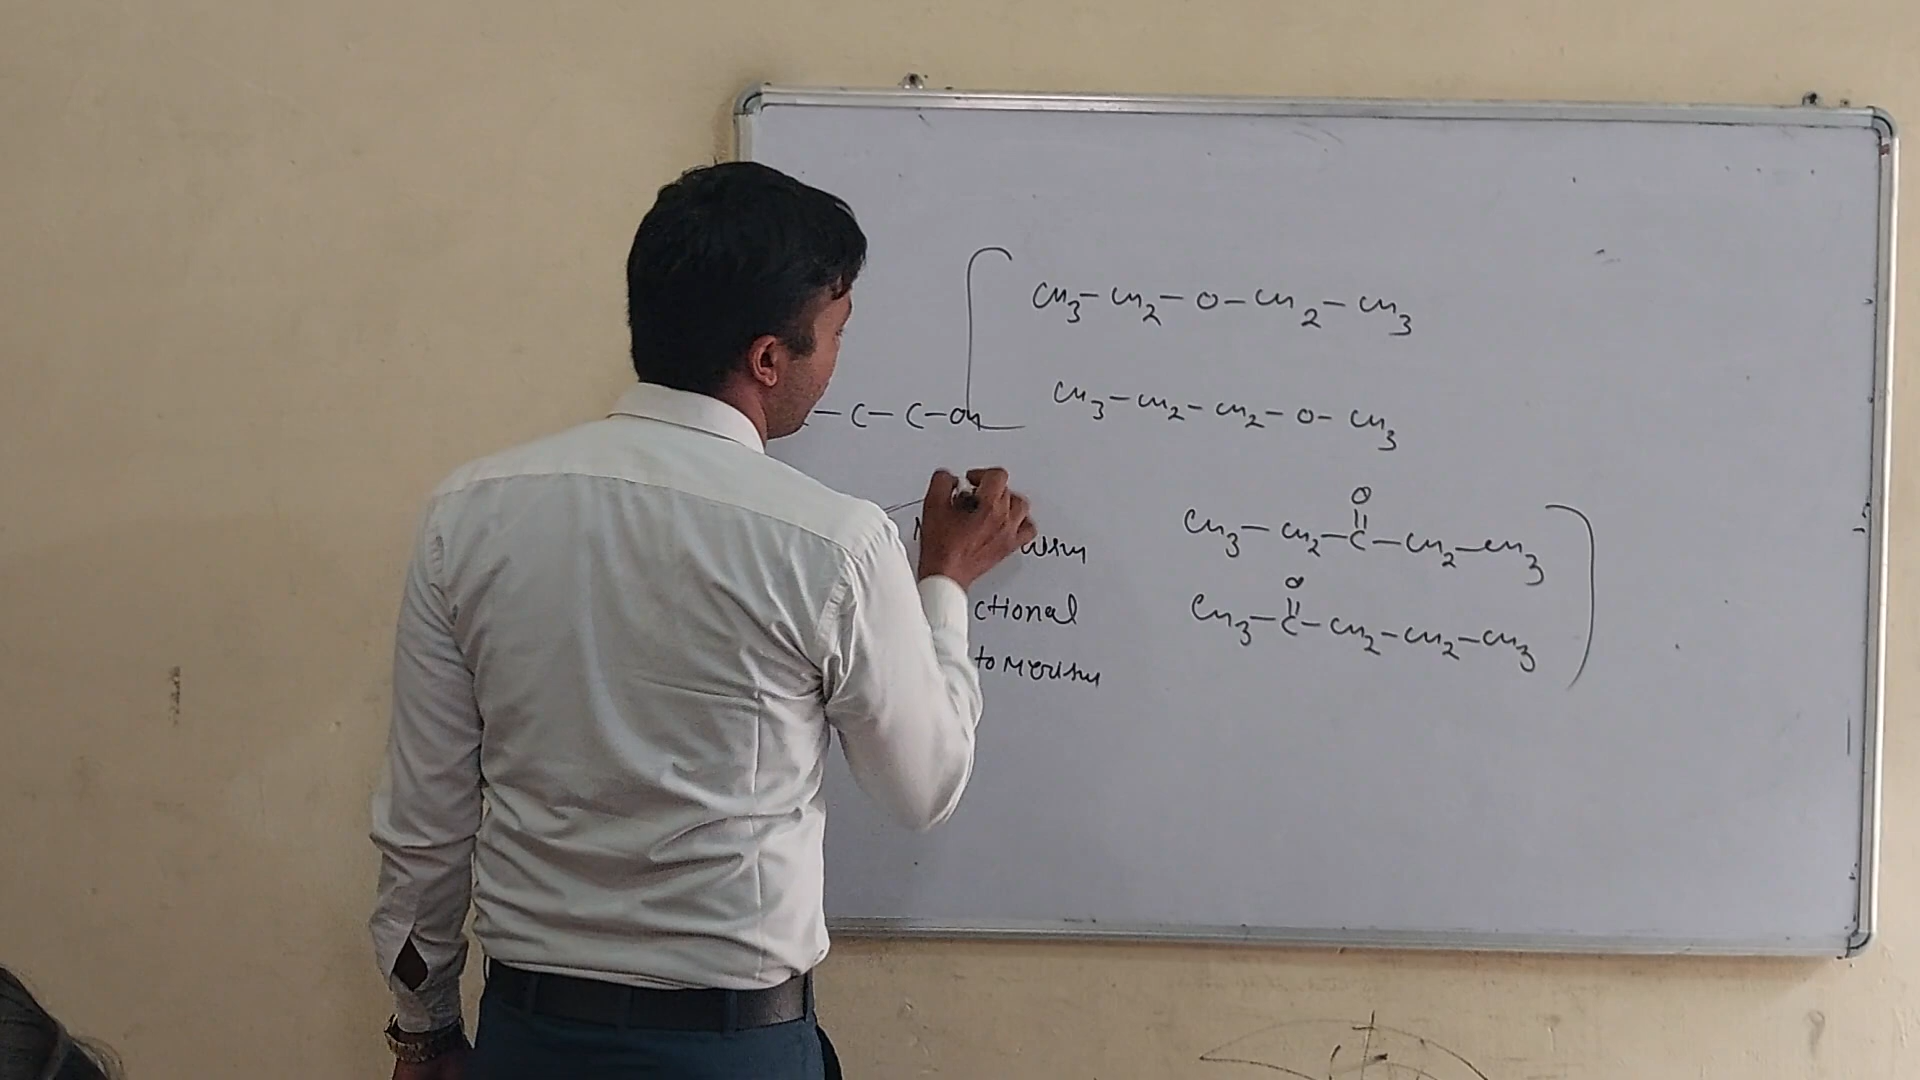 CH3-CH2-O-CH2-CH3
-C-C-OH
CH3-CH2-CH2-O-CH3
O
CH3-CH2-C-CH2-CH3
O
CH3-C-CH2-CH2-CH3
ctional
tomerism